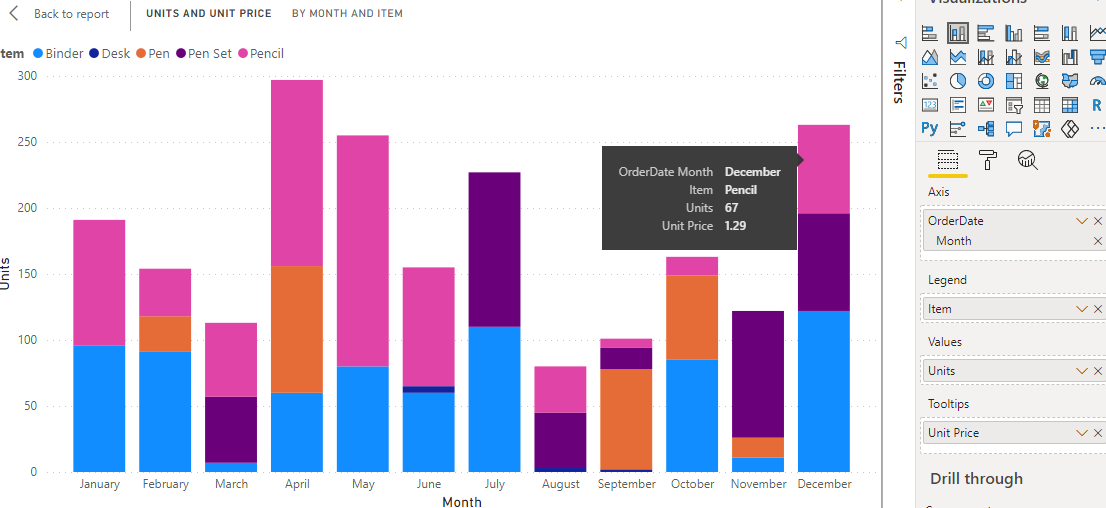 Back to report
UNITS AND UNIT PRICE
BY MONTH AND ITEM
Visualizations
Item Binder Desk Pen Pen Set Pencil
300
250
200
150
100
50
0
Units
January February March April May June July August September October November December
Month
OrderDate Month December
Item Pencil
Units 67
Unit Price 1.29
Filters
123
R
Py
Axis
OrderDate
Month
Legend
Item
Values
Units
Tooltips
Unit Price
Drill through